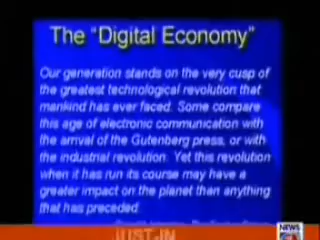 The "Digital Economy"
Our generation stands on the very cusp of
the greatest technological revolution that
mankind has ever faced. Some compare
this age of electronic communication with
the arrival of the Gutenberg press, or with
the industrial revolution. Yet this revolution
when it has run its course may have a
greater impact on the planet than anything
that has preceded.
JUST-IN
NEWS